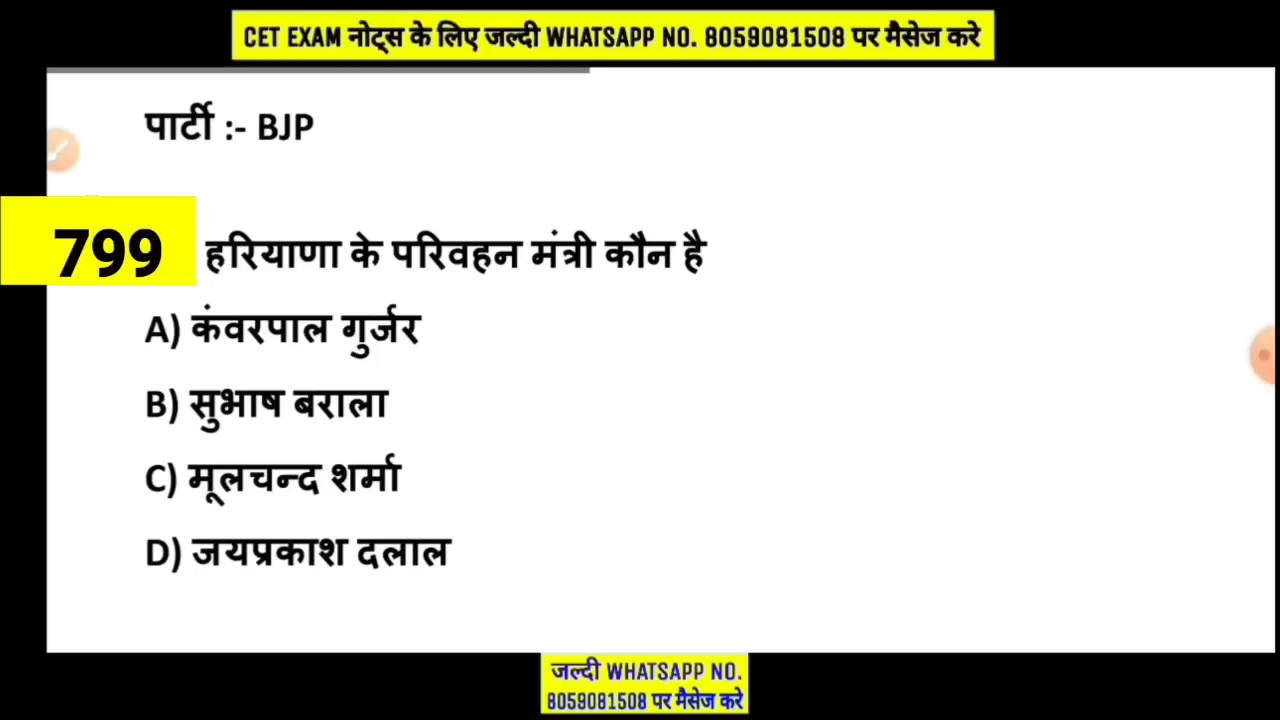 CET EXAM नोट्स के लिए जल्दी WHATSAPP NO. 8059081508 पर मैसेज करे
पार्टी :- BJP
799 हरियाणा के परिवहन मंत्री कौन है
A) कंवरपाल गुर्जर
B) सुभाष बराला
C) मूलचन्द शर्मा
D) जयप्रकाश दलाल
जल्दी WHATSAPP NO.
8059081508 पर मैसेज करे